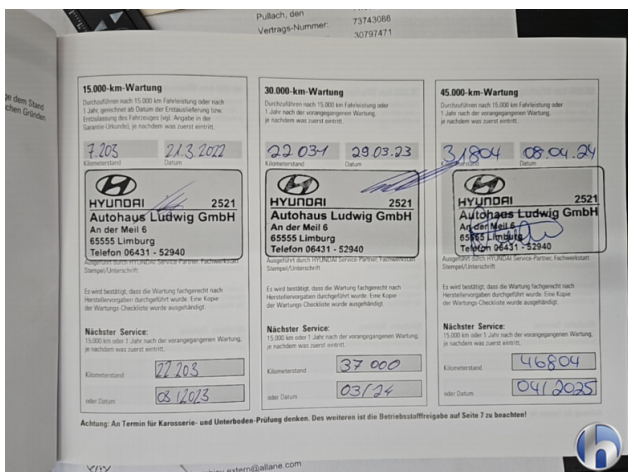 Pullach, den
Vertrags-Nummer:
73743088
30797471
ge dem Stand
chen Gründen
15.000-km-Wartung
Durchzuführen nach 15.000 km Fahrleistung oder nach
1 Jahr, gerechnet ab Datum der Erstauslieferung bzw.
Erstzulassung des Fahrzeuges (vgl. Angabe in der
Garantie-Urkunde), je nachdem was zuerst eintritt.
7.203 21.3.2022
Kilometerstand Datum
HYUNDAI 2521
Autohaus Ludwig GmbH
An der Meil 6
65555 Limburg
Telefon 06431 - 52940
Ausgeführt durch HYUNDAI Service-Partner, Fachwerkstatt
Stempel/Unterschrift
Es wird bestätigt, dass die Wartung fachgerecht nach
Herstellervorgaben durchgeführt wurde. Eine Kopie
der Wartungs-Checkliste wurde ausgehändigt.
Nächster Service:
15.000 km oder 1 Jahr nach der vorangegangenen Wartung,
je nachdem was zuerst eintritt.
Kilometerstand 22 203
oder Datum 03/2023
30.000-km-Wartung
Durchzuführen nach 15.000 km Fahrleistung oder
1 Jahr nach der vorangegangenen Wartung,
je nachdem was zuerst eintritt.
22 031 29.03.23
Kilometerstand Datum
HYUNDAI 2521
Autohaus Ludwig GmbH
An der Meil 6
65555 Limburg
Telefon 06431 - 52940
Ausgeführt durch HYUNDAI Service-Partner, Fachwerkstatt
Stempel/Unterschrift
Es wird bestätigt, dass die Wartung fachgerecht nach
Herstellervorgaben durchgeführt wurde. Eine Kopie
der Wartungs-Checkliste wurde ausgehändigt.
Nächster Service:
15.000 km oder 1 Jahr nach der vorangegangenen Wartung,
je nachdem was zuerst eintritt.
Kilometerstand 37 000
oder Datum 03/24
45.000-km-Wartung
Durchzuführen nach 15.000 km Fahrleistung oder
1 Jahr nach der vorangegangenen Wartung,
je nachdem was zuerst eintritt.
31804 08.04.24
Kilometerstand Datum
HYUNDAI 2521
Autohaus Ludwig GmbH
An der Meil 6
65555 Limburg
Telefon 06431 - 52940
Ausgeführt durch HYUNDAI Service-Partner, Fachwerkstatt
Stempel/Unterschrift
Es wird bestätigt, dass die Wartung fachgerecht nach
Herstellervorgaben durchgeführt wurde. Eine Kopie
der Wartungs-Checkliste wurde ausgehändigt.
Nächster Service:
15.000 km oder 1 Jahr nach der vorangegangenen Wartung,
je nachdem was zuerst eintritt.
Kilometerstand 46804
oder Datum 04/2025
Achtung: An Termin für Karosserie- und Unterboden-Prüfung denken. Des weiteren ist die Betriebsstofffreigabe auf Seite 7 zu beachten!
extern@allane.com
h